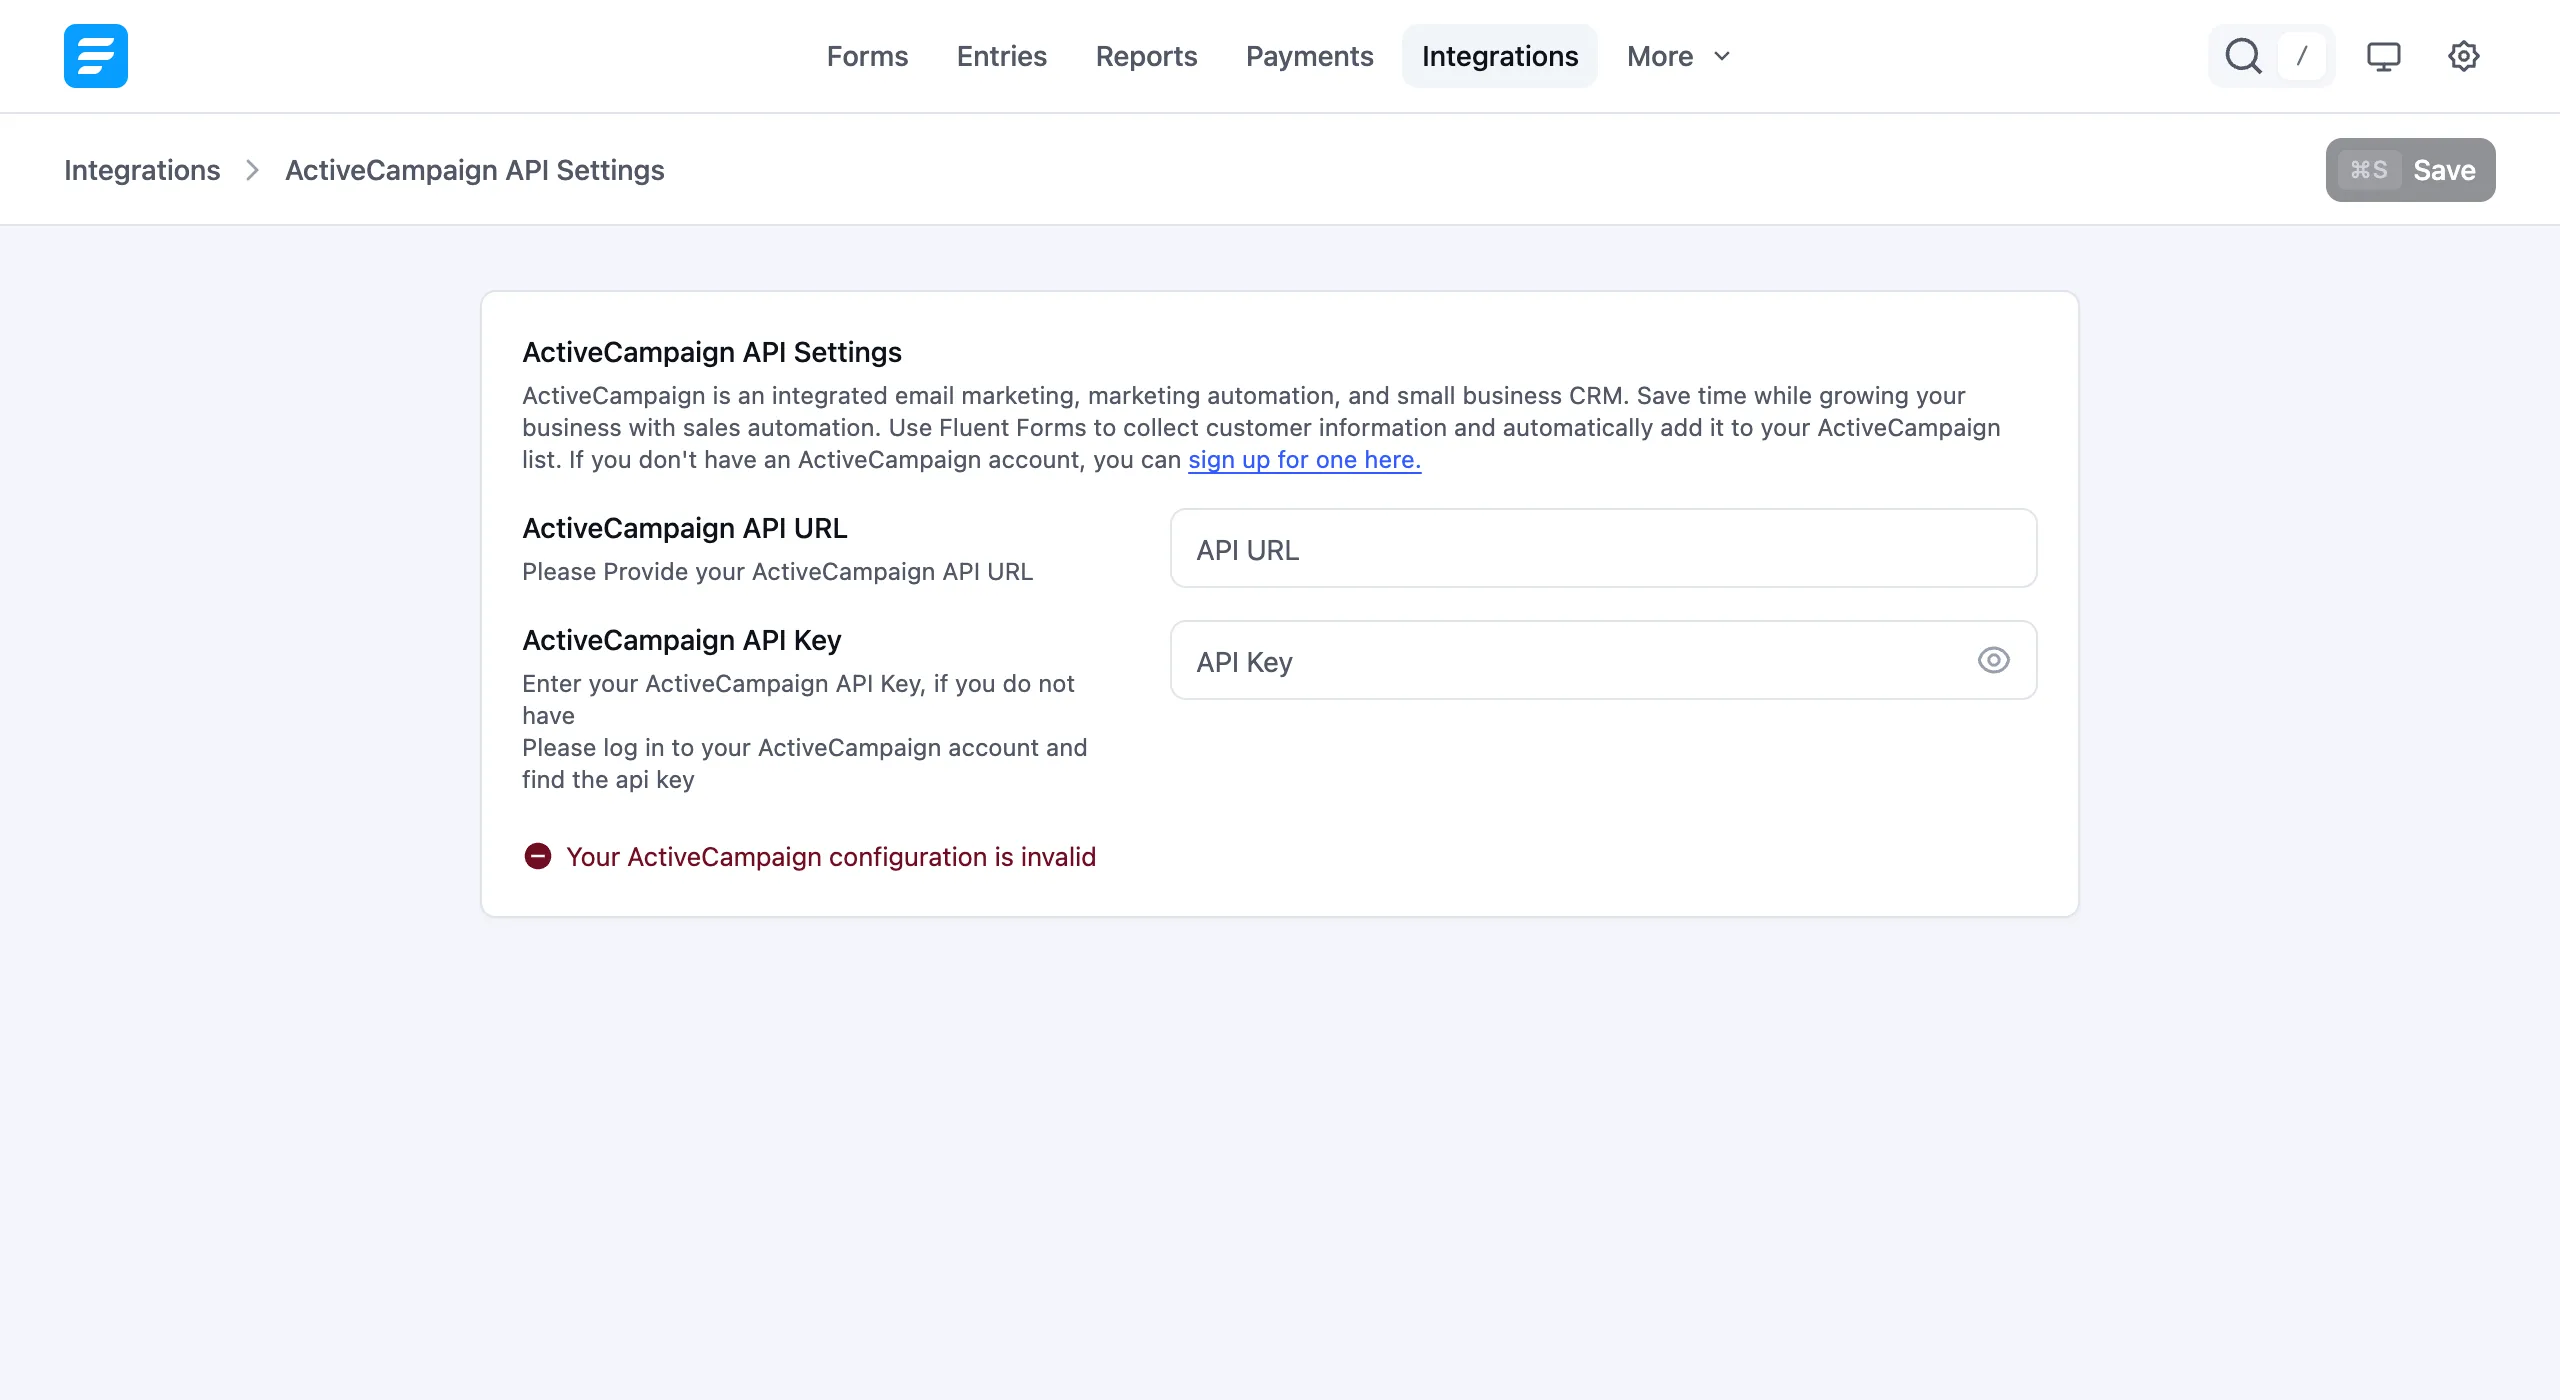 Forms Entries Reports Payments Integrations More /
Integrations ActiveCampaign API Settings ⌘S Save
ActiveCampaign API Settings
ActiveCampaign is an integrated email marketing, marketing automation, and small business CRM. Save time while growing your
business with sales automation. Use Fluent Forms to collect customer information and automatically add it to your ActiveCampaign
list. If you don't have an ActiveCampaign account, you can sign up for one here.
ActiveCampaign API URL
Please Provide your ActiveCampaign API URL
API URL
ActiveCampaign API Key
Enter your ActiveCampaign API Key, if you do not
have
Please log in to your ActiveCampaign account and
find the api key
API Key
Your ActiveCampaign configuration is invalid